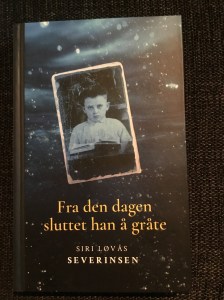 Fra den dagen
sluttet han å gråte
SIRI LØVÅS
SEVERINSEN